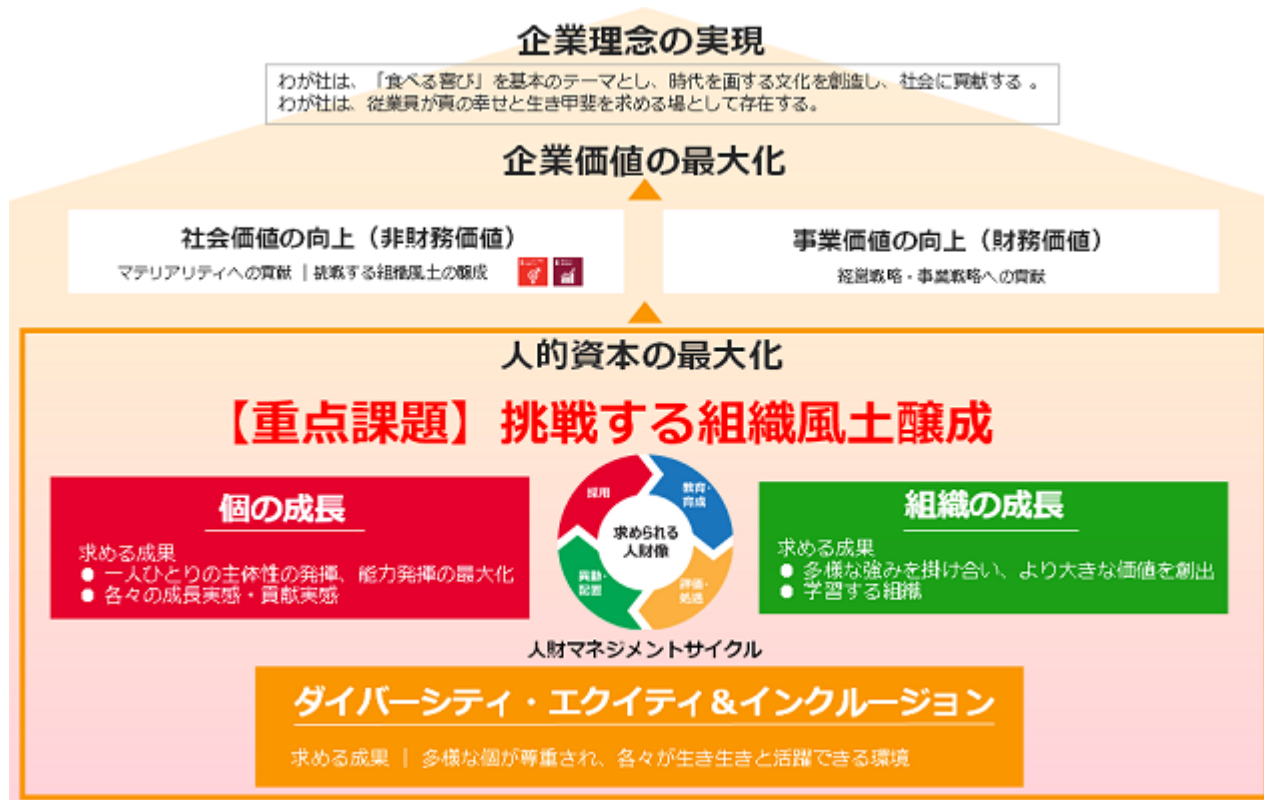 企業理念の実現
わが社は、「食べる喜び」を基本のテーマとし、時代を画する文化を創造し、社会に貢献する。
わが社は、従業員が真の幸せと生き甲斐を求める場として存在する。
企業価値の最大化
社会価値の向上（非財務価値）
マテリアリティへの貢献｜挑戦する組織風土の醸成
事業価値の向上（財務価値）
経営戦略・事業戦略への貢献
人的資本の最大化
【重点課題】挑戦する組織風土醸成
個の成長
求める成果
● 一人ひとりの主体性の発揮、能力発揮の最大化
● 各々の成長実感・貢献実感
採用
教育・
育成
求められる
人財像
異動・
配置
評価・
処遇
人財マネジメントサイクル
組織の成長
求める成果
● 多様な強みを掛け合い、より大きな価値を創出
● 学習する組織
ダイバーシティ・エクイティ＆インクルージョン
求める成果｜多様な個が尊重され、各々が生き生きと活躍できる環境